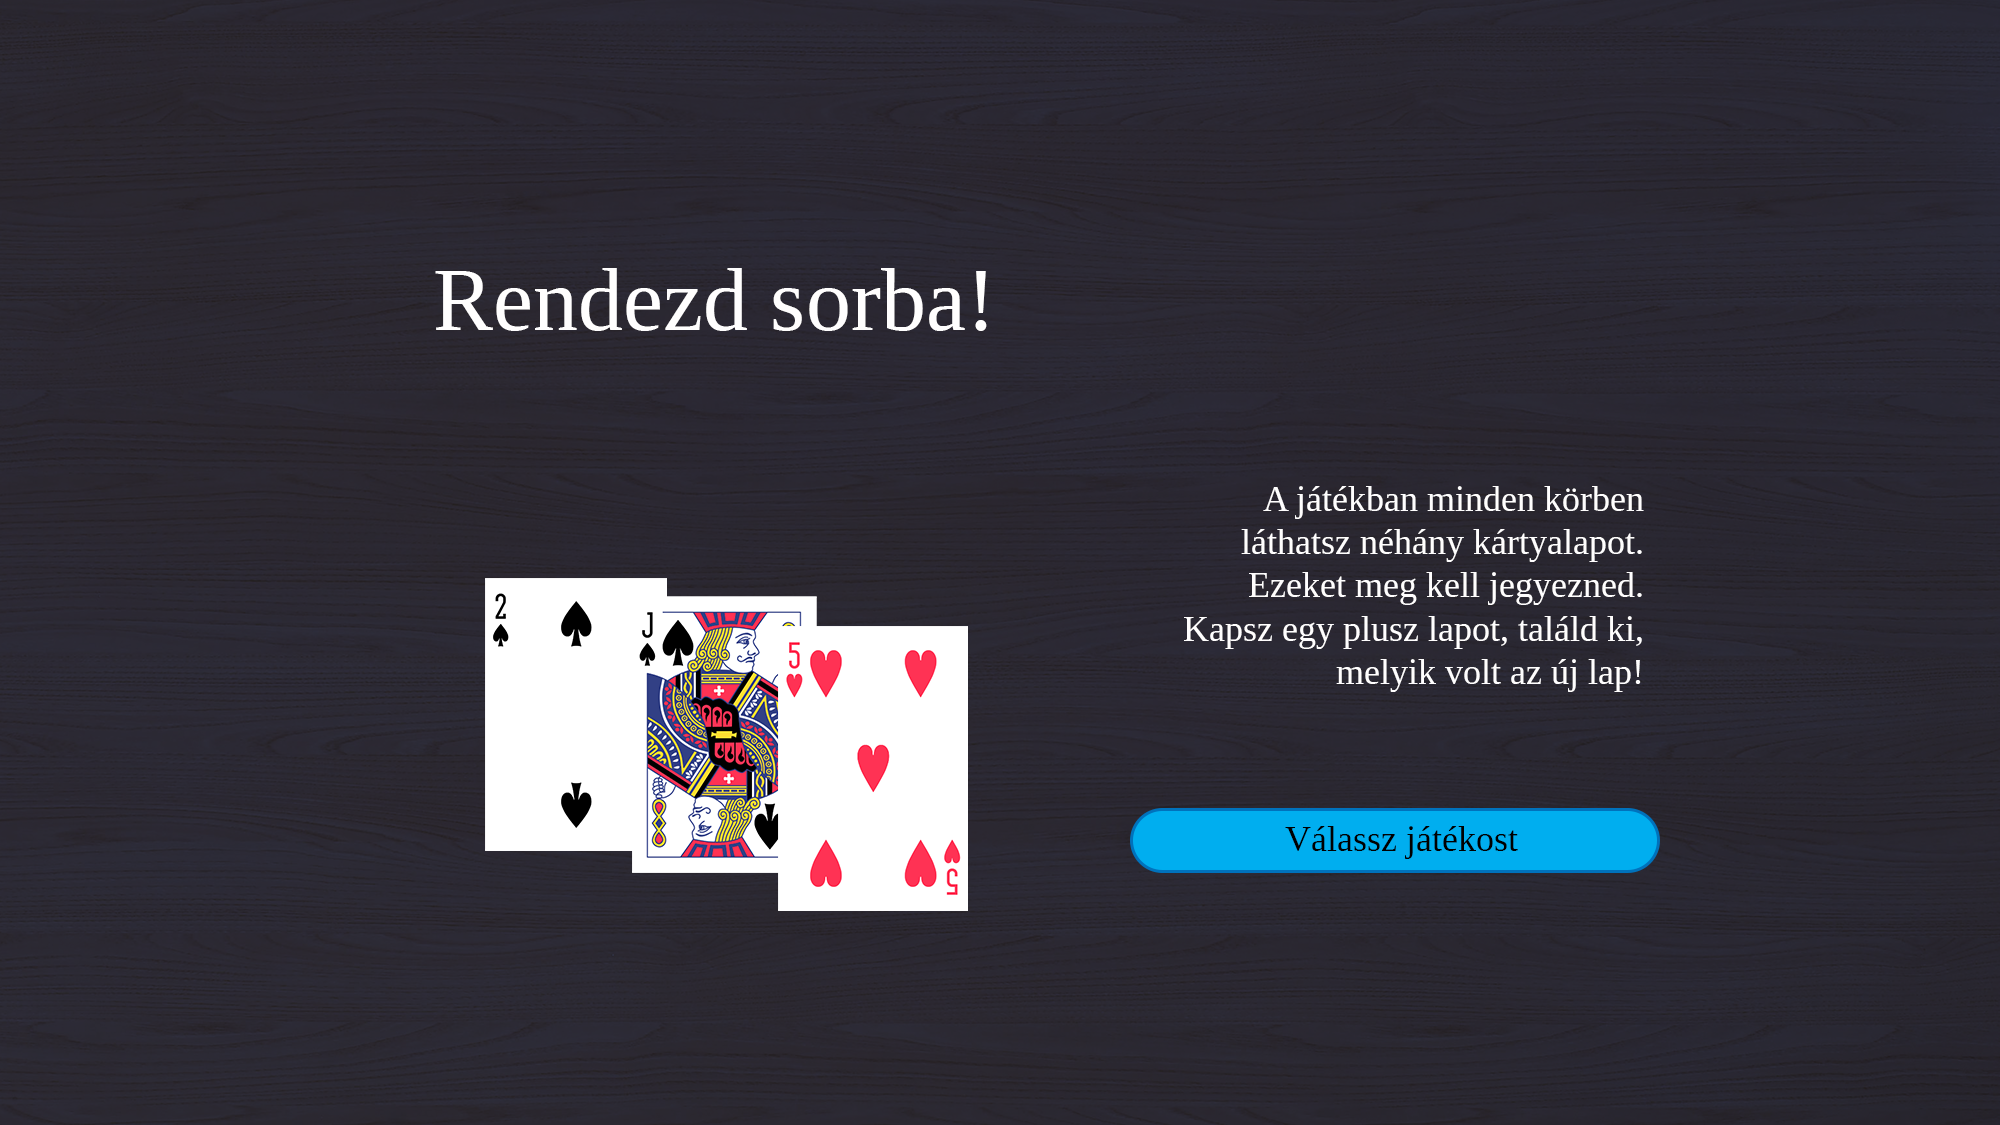 Rendezd sorba!
A játékban minden körben
láthatsz néhány kártyalapot.
Ezeket meg kell jegyezned.
Kapsz egy plusz lapot, találd ki,
melyik volt az új lap!
2
J
5
5
Válassz játékost